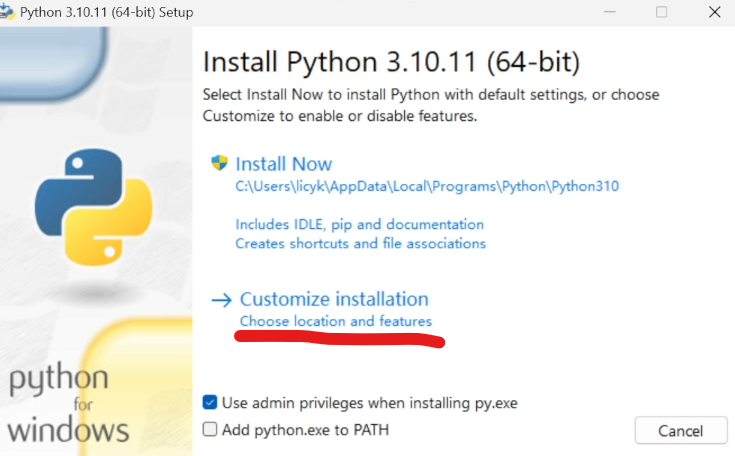 Python 3.10.11 (64-bit) Setup
Install Python 3.10.11 (64-bit)
Select Install Now to install Python with default settings, or choose
Customize to enable or disable features.
Install Now
C:\Users\licyk\AppData\Local\Programs\Python\Python310
Includes IDLE, pip and documentation
Creates shortcuts and file associations
Customize installation
Choose location and features
python
for
windows
Use admin privileges when installing py.exe
Add python.exe to PATH
Cancel